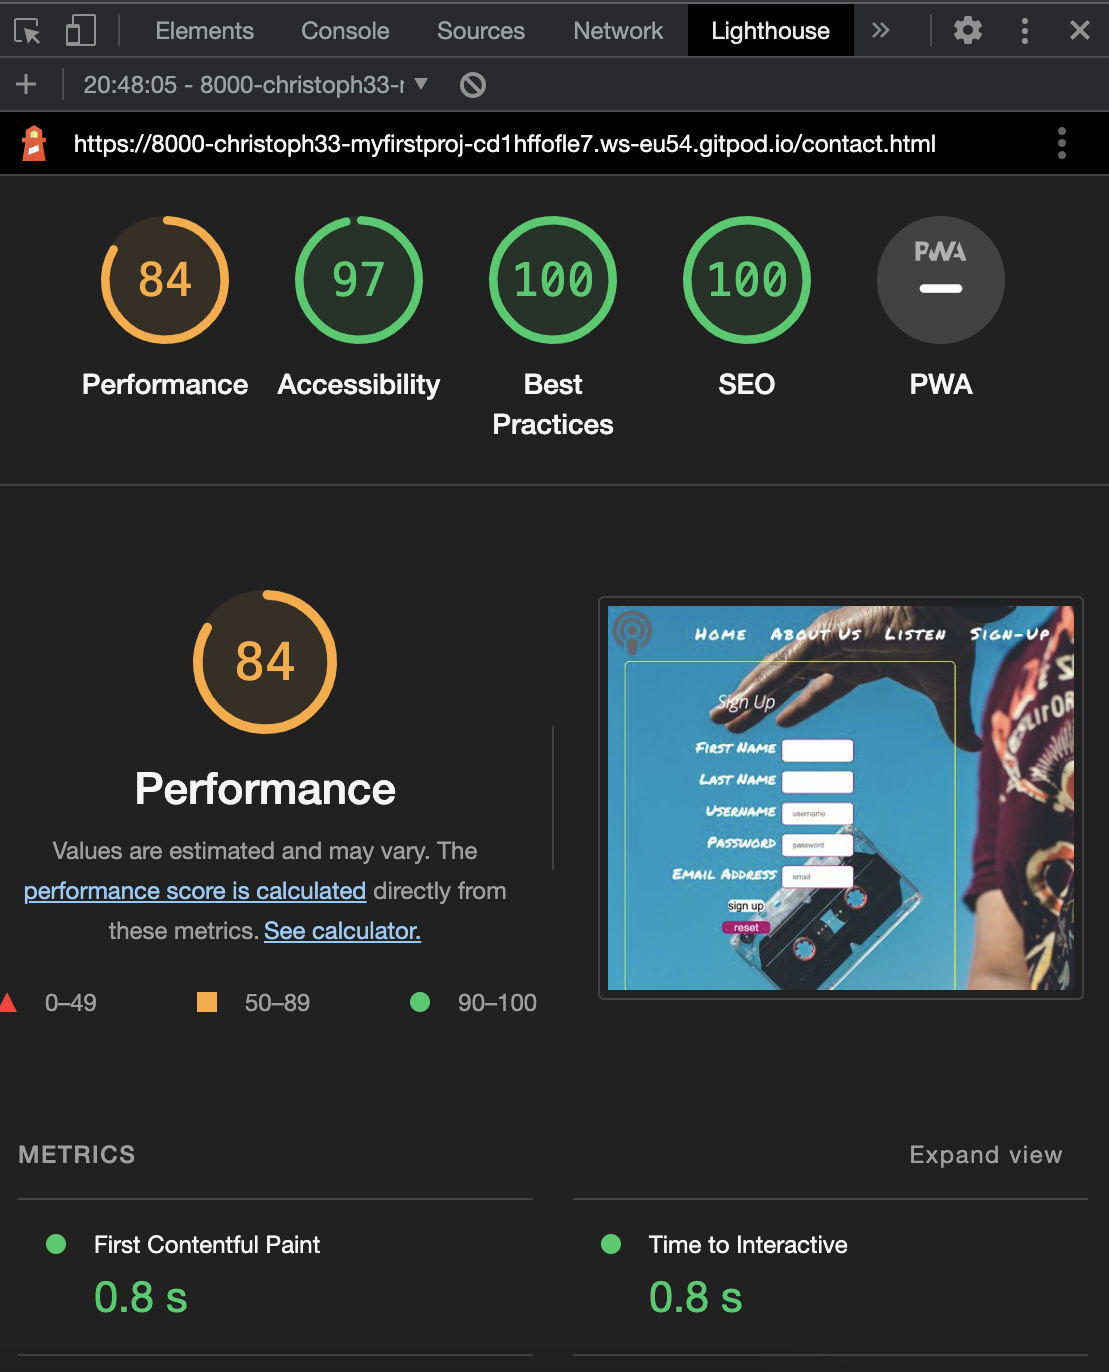 Elements Console Sources Network Lighthouse
20:48:05 - 8000-christoph33-r
https://8000-christoph33-myfirstproj-cd1hffofle7.ws-eu54.gitpod.io/contact.html
84 97 100 100 PWA
Performance Accessibility Best Practices SEO PWA
84
Performance
Values are estimated and may vary. The
performance score is calculated directly from
these metrics. See calculator.
0–49 50–89 90–100
Home About Us Listen Sign-Up
Sign Up
First Name
Last Name
Username username
Password password
Email Address email
sign up
reset
METRICS Expand view
First Contentful Paint
0.8 s
Time to Interactive
0.8 s